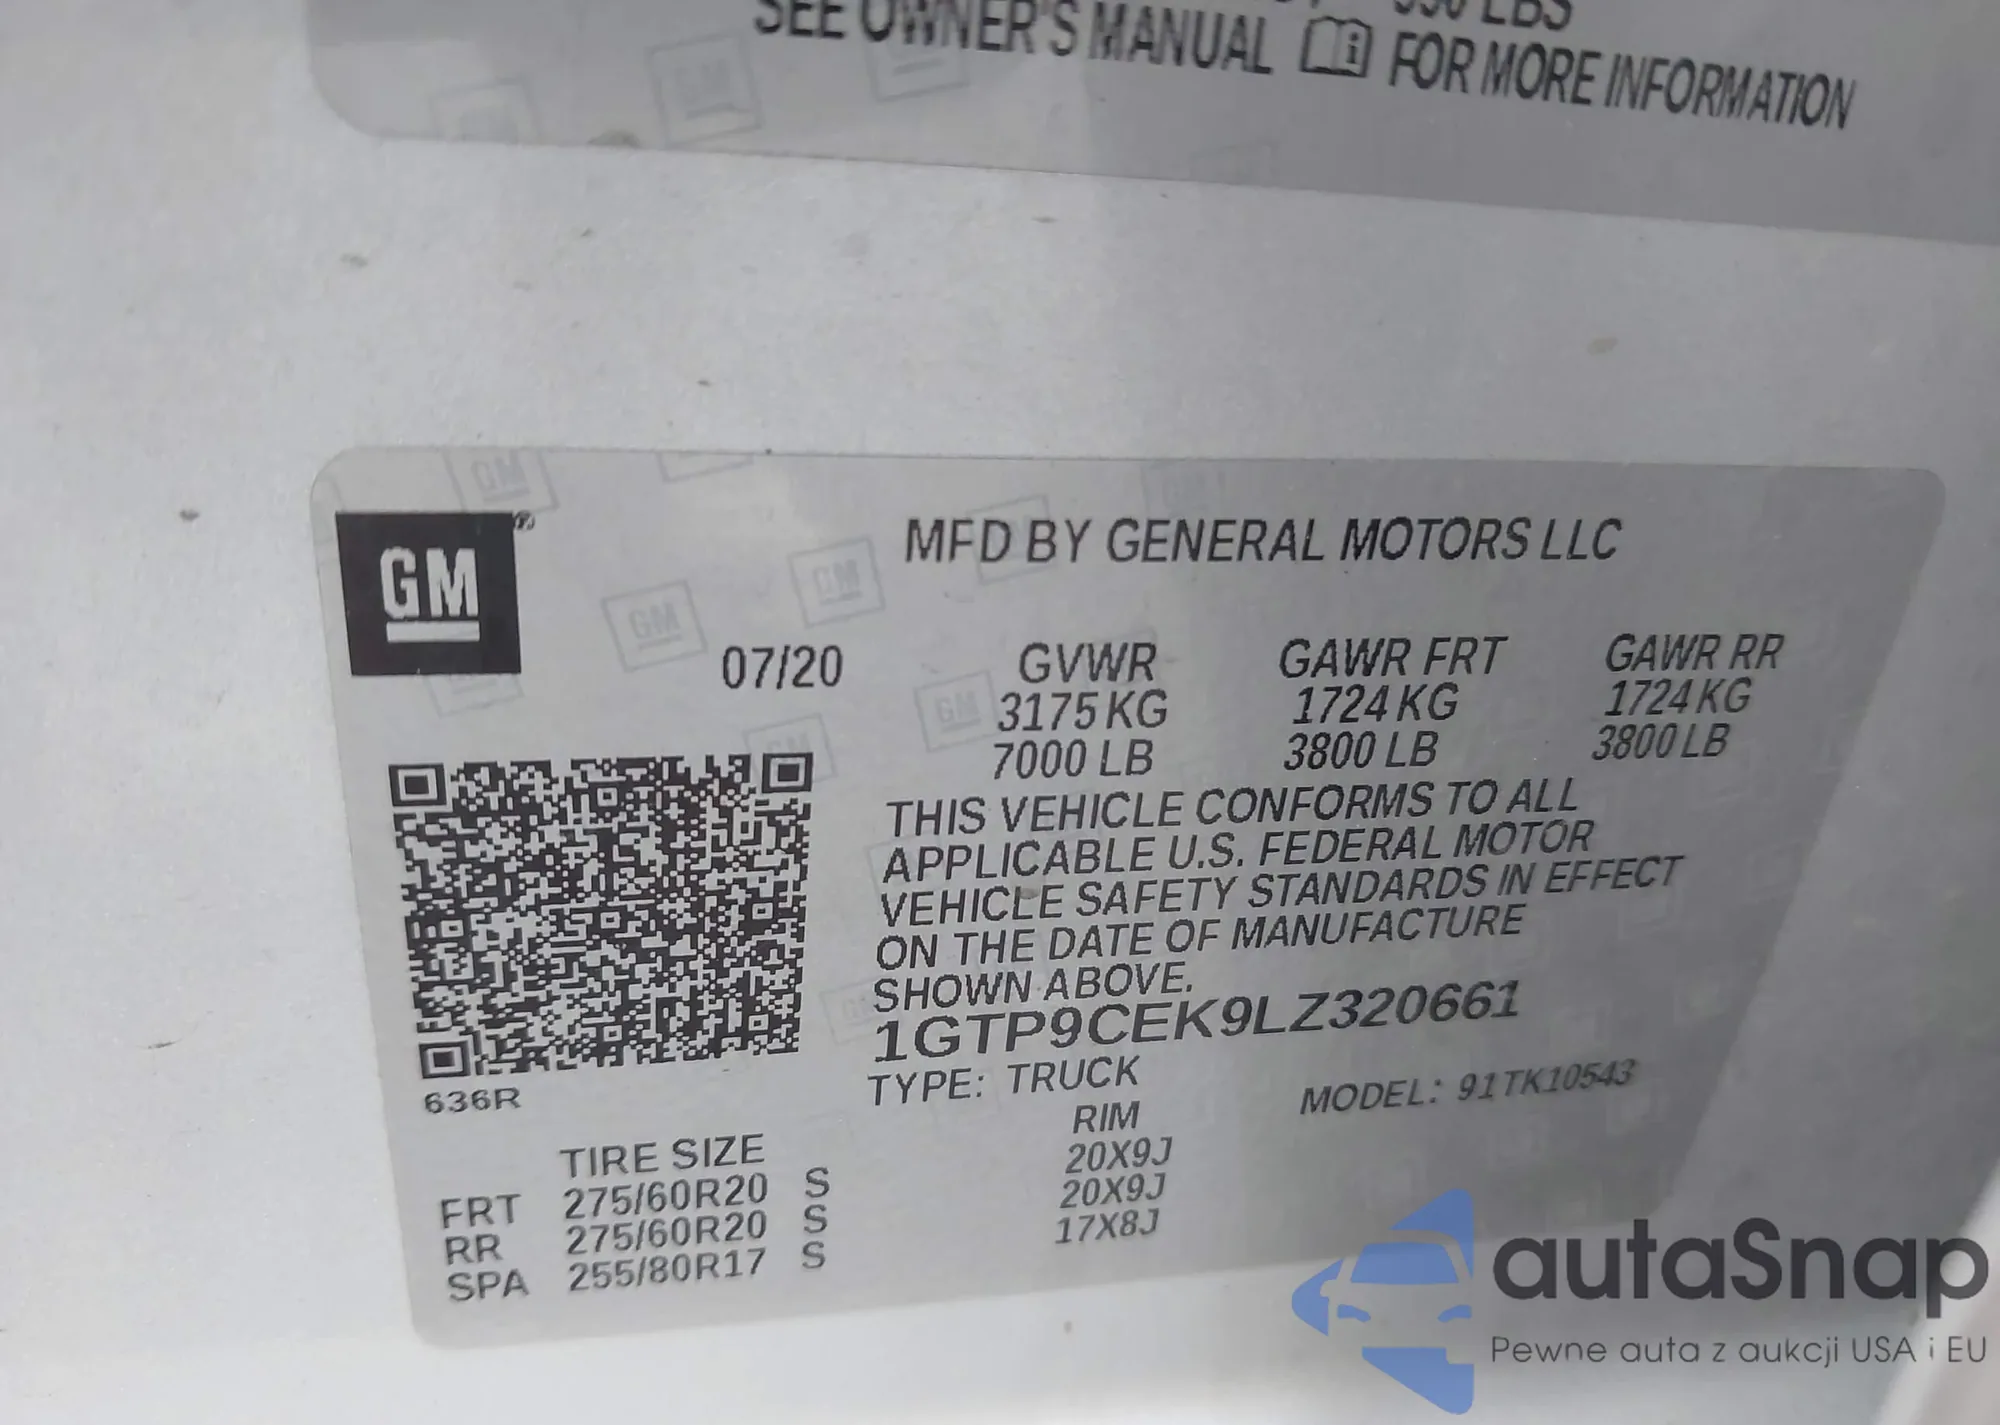 LBS
SEE OWNER'S MANUAL FOR MORE INFORMATION
GM
MFD BY GENERAL MOTORS LLC
07/20 GVWR GAWR FRT GAWR RR
3175 KG 1724 KG 1724 KG
7000 LB 3800 LB 3800 LB
THIS VEHICLE CONFORMS TO ALL
APPLICABLE U.S. FEDERAL MOTOR
VEHICLE SAFETY STANDARDS IN EFFECT
ON THE DATE OF MANUFACTURE
SHOWN ABOVE.
1GTP9CEK9LZ320661
TYPE: TRUCK MODEL: 91TK10543
636R
TIRE SIZE RIM
FRT 275/60R20 S 20X9J
RR 275/60R20 S 20X9J
SPA 255/80R17 S 17X8J
autaSnap
Pewne auta z aukcji USA i EU